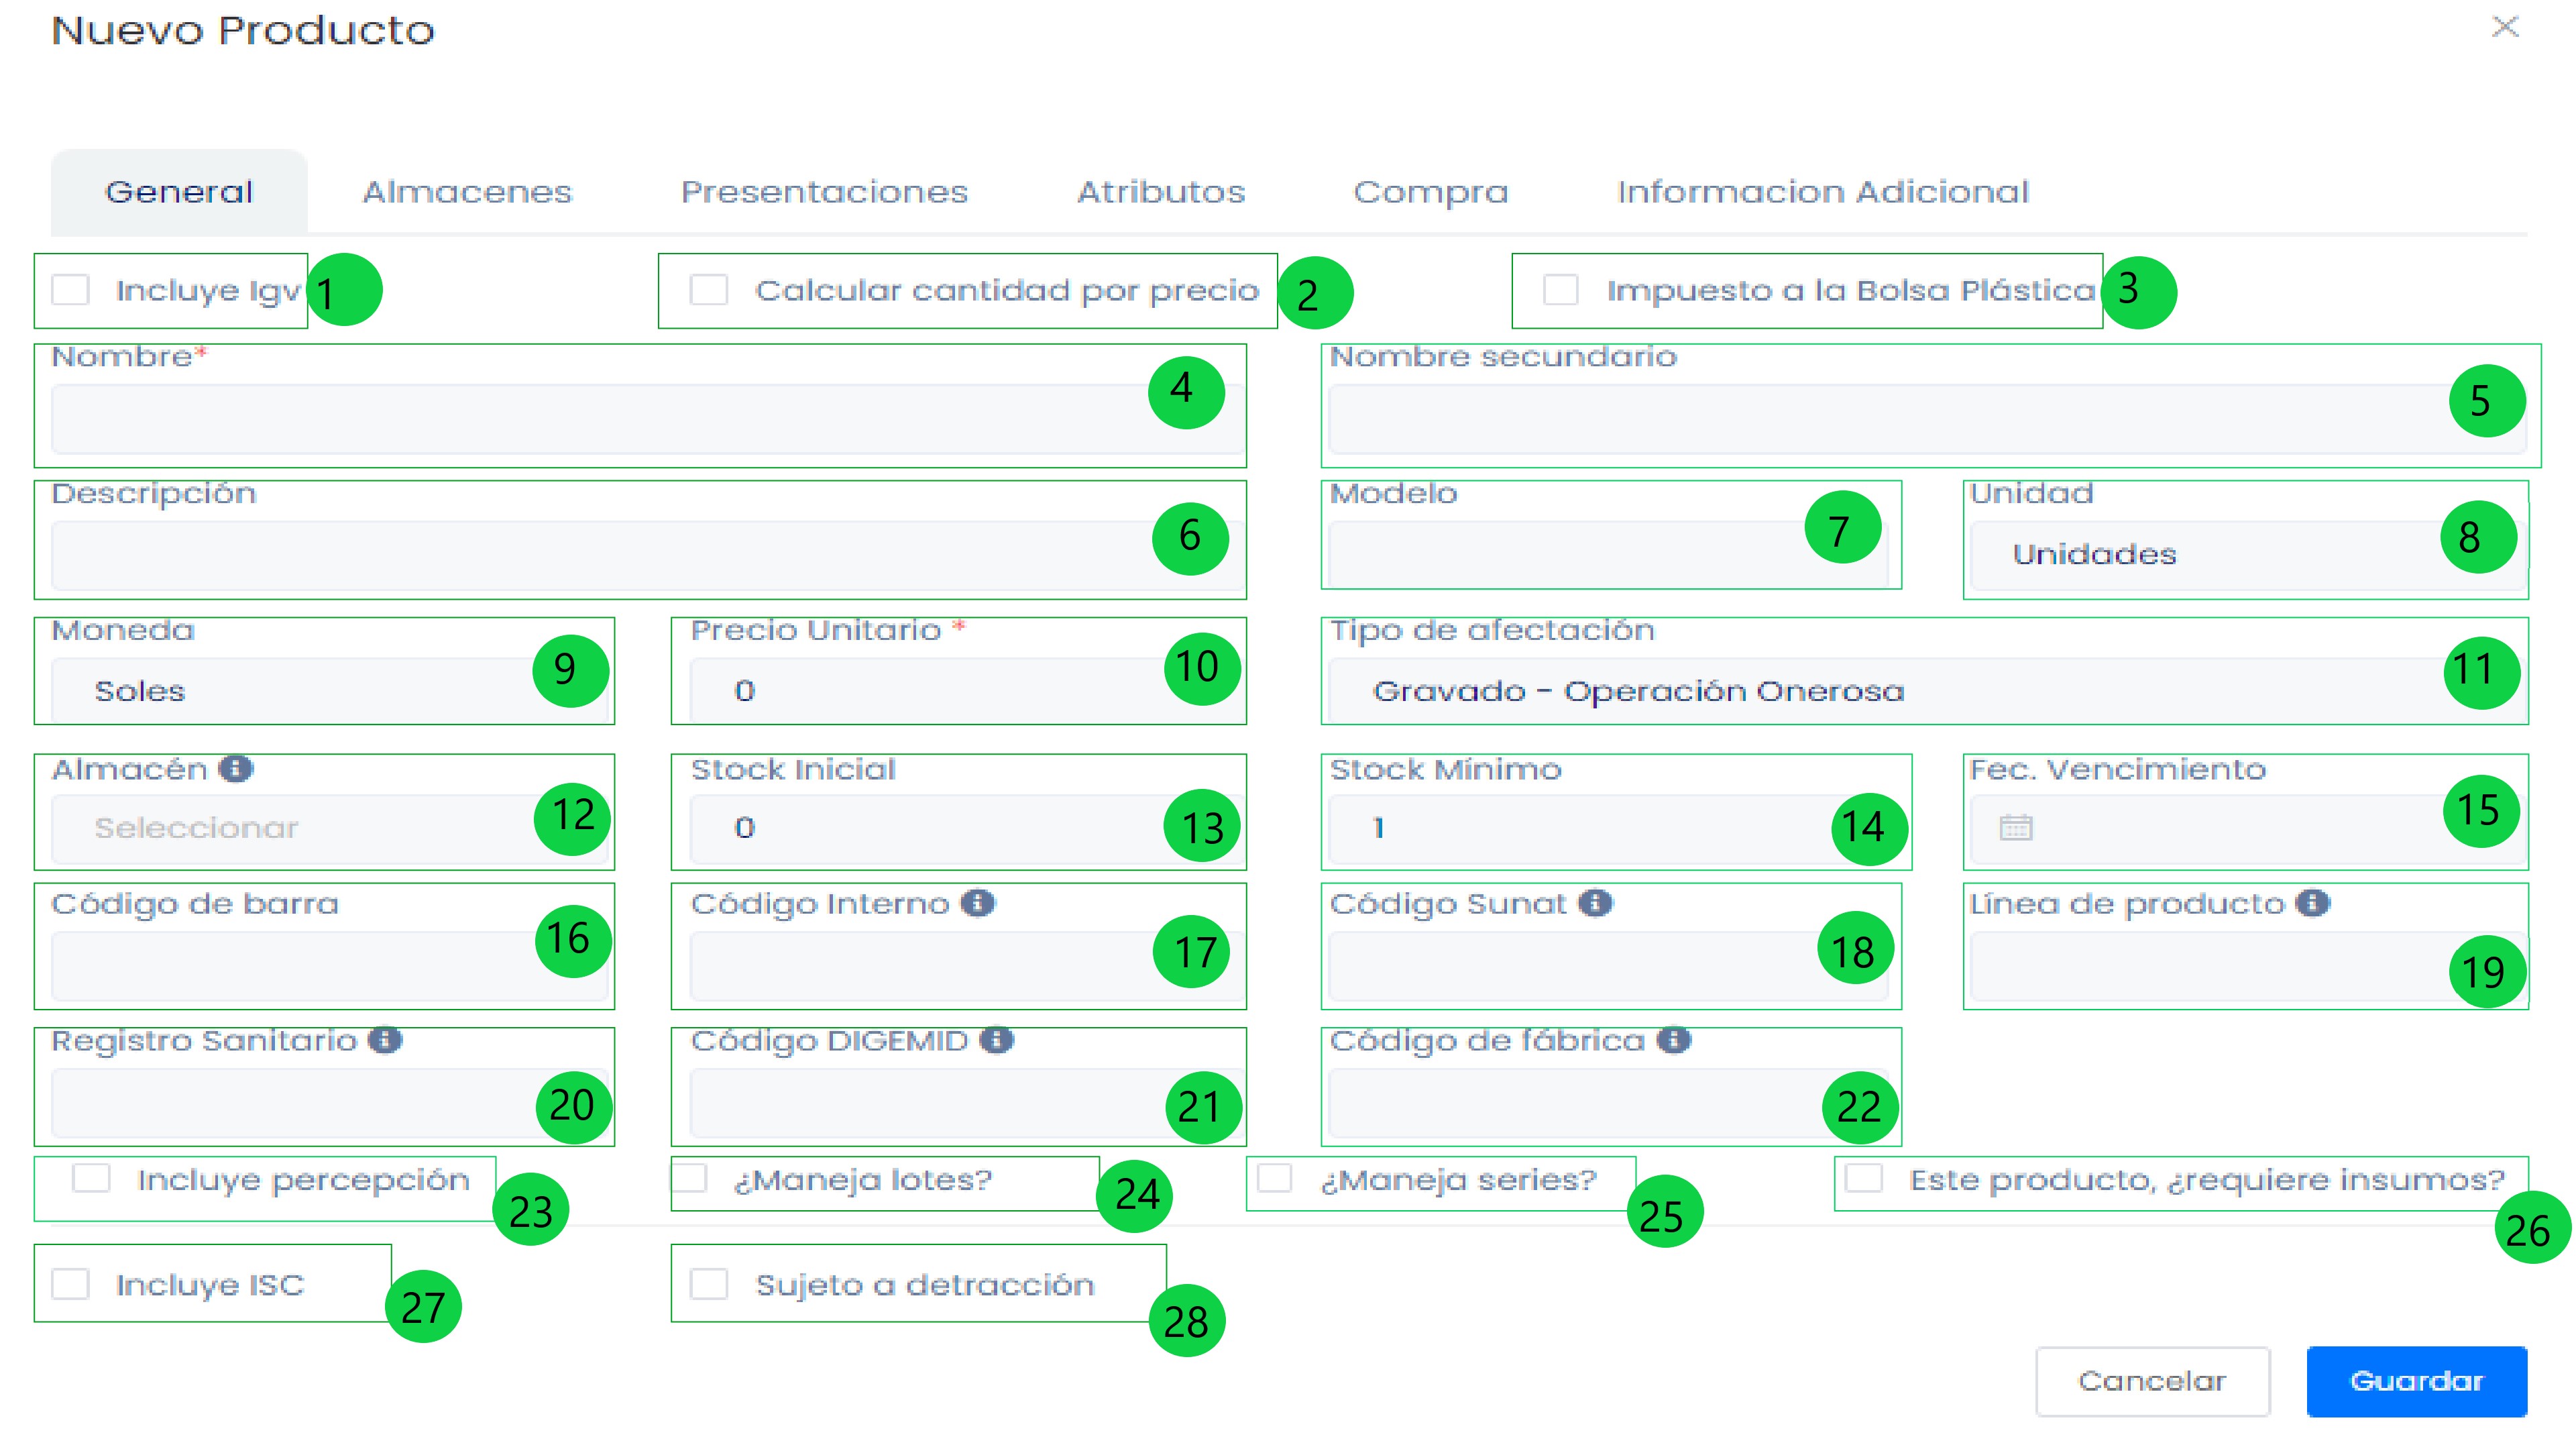 Nuevo Producto ×
General Almacenes Presentaciones Atributos Compra Informacion Adicional
Incluye Igv 1 Calcular cantidad por precio 2 Impuesto a la Bolsa Plástica 3
Nombre* 4 Nombre secundario 5
Descripción 6 Modelo 7 Unidad 8
Unidades
Moneda 9 Precio Unitario * 10 Tipo de afectación 11
Soles 0 Gravado - Operación Onerosa
Almacén Stock Inicial Stock Mínimo Fec. Vencimiento
Seleccionar 12 0 13 1 14 15
Código de barra Código Interno Código Sunat Línea de producto
16 17 18 19
Registro Sanitario Código DIGEMID Código de fábrica
20 21 22
Incluye percepción 23 ¿Maneja lotes? 24 ¿Maneja series? 25 Este producto, ¿requiere insumos? 26
Incluye ISC 27 Sujeto a detracción 28
Cancelar Guardar